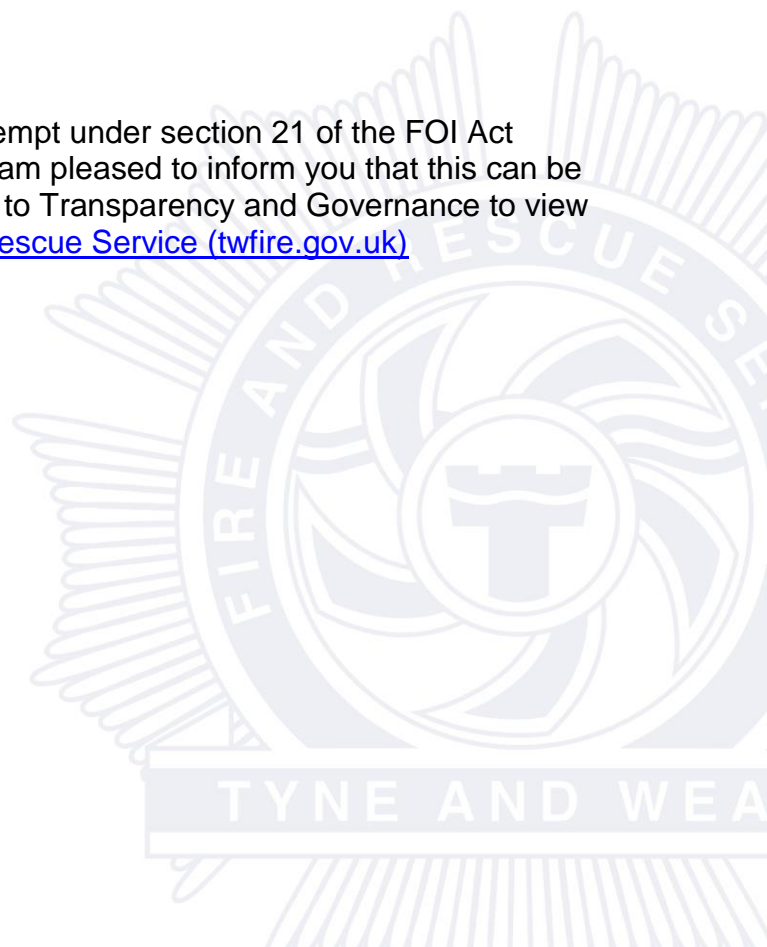 empt under section 21 of the FOI Act
am pleased to inform you that this can be
to Transparency and Governance to view
escue Service (twfire.gov.uk)
FIRE AND RESCUE SE
TYNE AND WEA